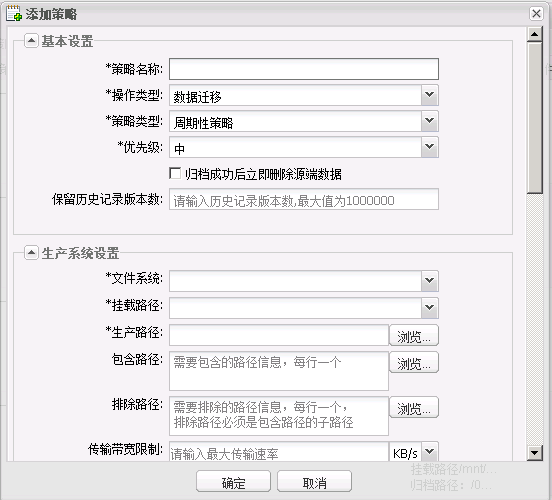 添加策略
基本设置
*策略名称:
*操作类型: 数据迁移
*策略类型: 周期性策略
*优先级: 中
归档成功后立即删除源端数据
保留历史记录版本数: 请输入历史记录版本数,最大值为1000000
生产系统设置
*文件系统:
*挂载路径:
*生产路径: 浏览...
包含路径: 需要包含的路径信息，每行一个 浏览...
排除路径: 需要排除的路径信息，每行一个， 浏览...
排除路径必须是包含路径的子路径
传输带宽限制: 请输入最大传输速率 KB/s
挂载路径/mnt/...
归档路径: /0...
确定 取消